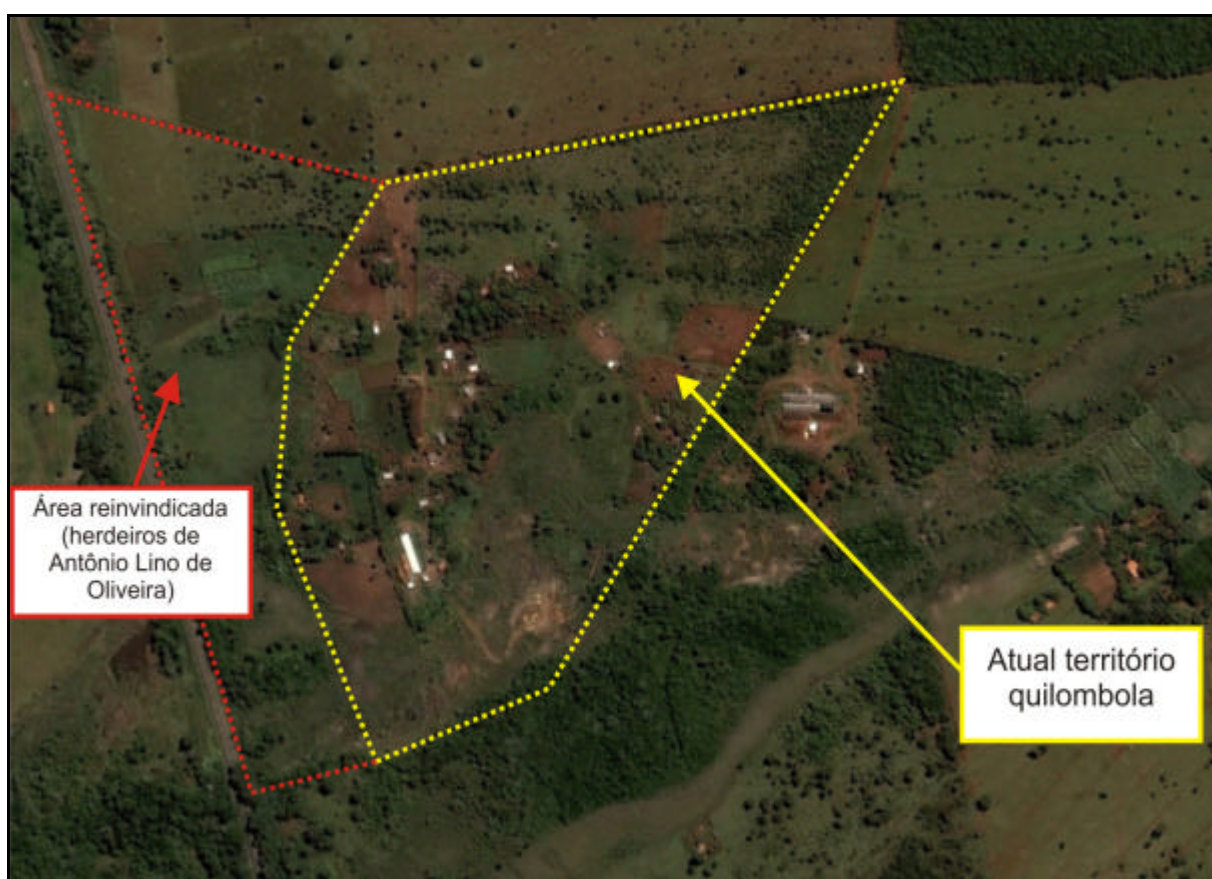 Área reinvindicada
(herdeiros de
Antônio Lino de
Oliveira)
Atual território
quilombola